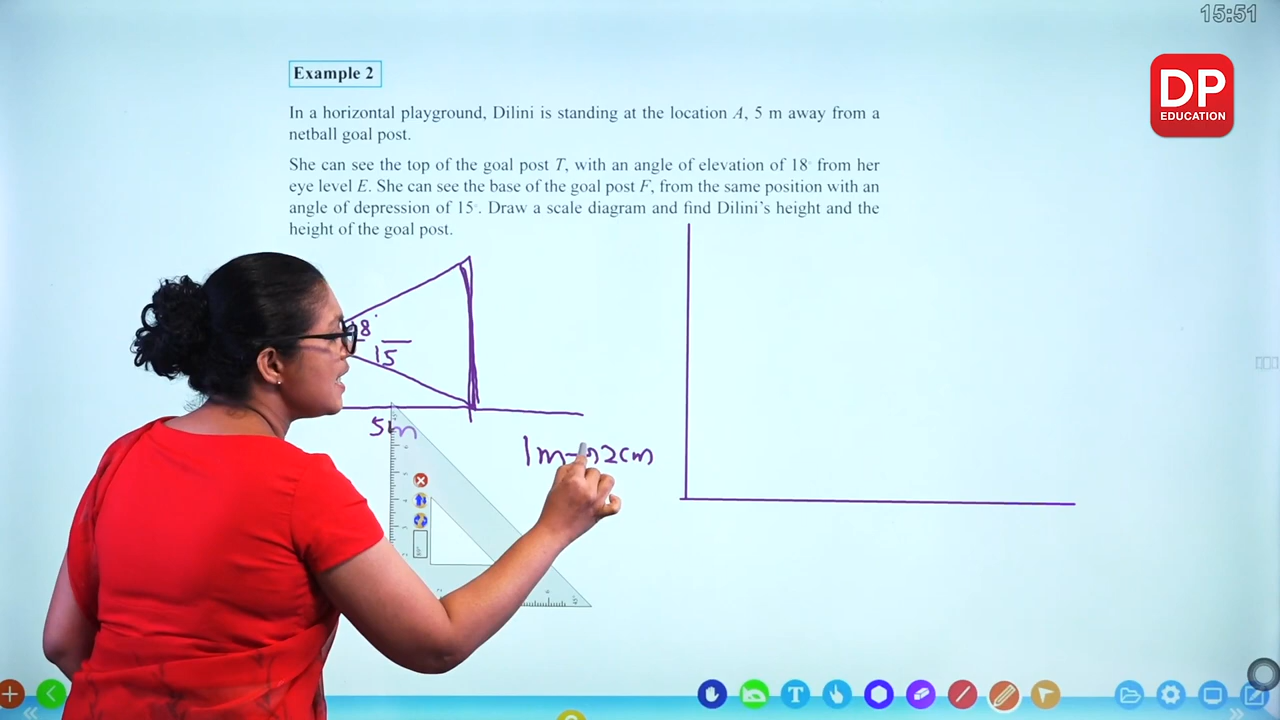 15:51
DP
EDUCATION
Example 2
In a horizontal playground, Dilini is standing at the location A, 5 m away from a
netball goal post.
She can see the top of the goal post T, with an angle of elevation of 18° from her
eye level E. She can see the base of the goal post F, from the same position with an
angle of depression of 15°. Draw a scale diagram and find Dilini's height and the
height of the goal post.
18°
15
5m
1m
2cm